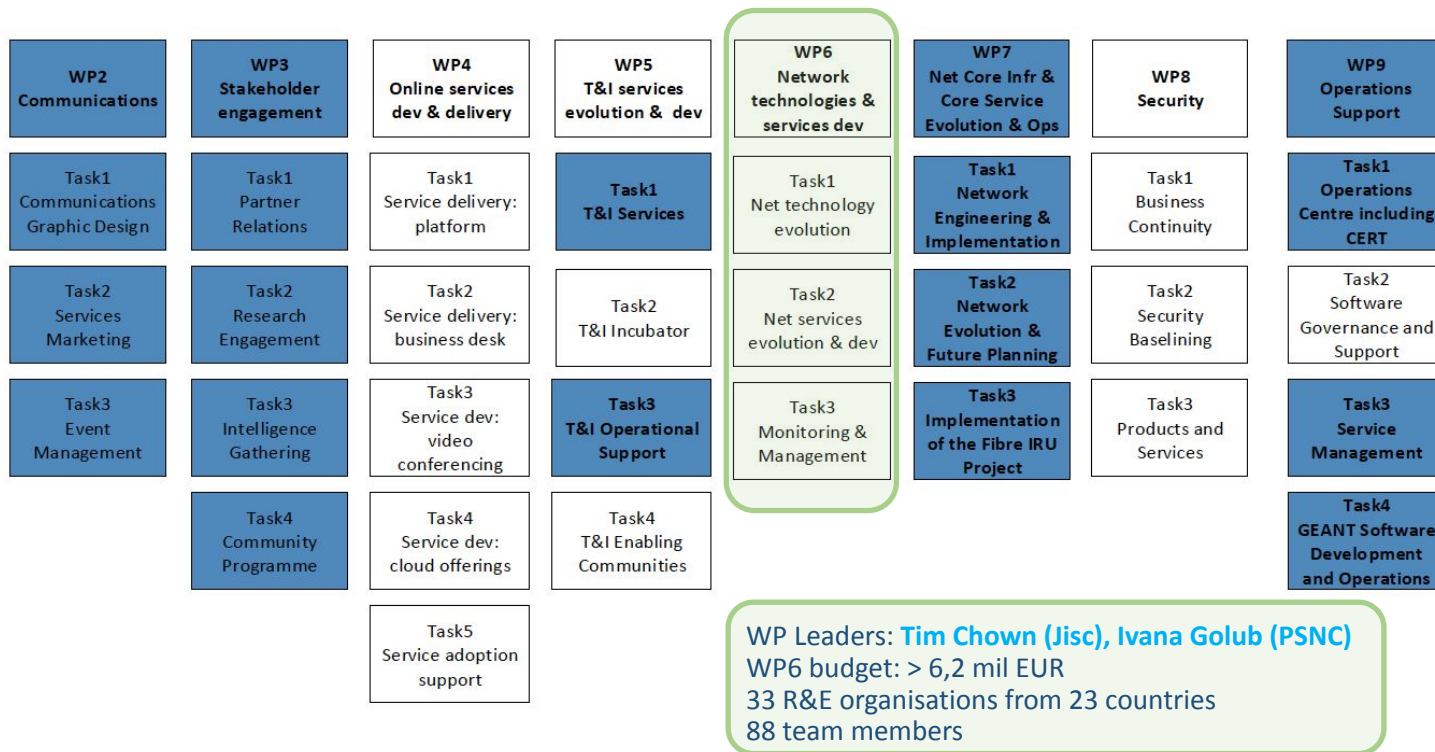 WP2
Communications
Task1
Communications
Graphic Design
Task2
Services
Marketing
Task3
Event
Management
WP3
Stakeholder
engagement
Task1
Partner
Relations
Task2
Research
Engagement
Task3
Intelligence
Gathering
Task4
Community
Programme
WP4
Online services
dev & delivery
Task1
Service delivery:
platform
Task2
Service delivery:
business desk
Task3
Service dev:
video
conferencing
Task4
Service dev:
cloud offerings
Task5
Service adoption
support
WP5
T&I services
evolution & dev
Task1
T&I Services
Task2
T&I Incubator
Task3
T&I Operational
Support
Task4
T&I Enabling
Communities
WP6
Network
technologies &
services dev
Task1
Net technology
evolution
Task2
Net services
evolution & dev
Task3
Monitoring &
Management
WP7
Net Core Infr &
Core Service
Evolution & Ops
Task1
Network
Engineering &
Implementation
Task2
Network
Evolution &
Future Planning
Task3
Implementation
of the Fibre IRU
Project
WP8
Security
Task1
Business
Continuity
Task2
Security
Baselining
Task3
Products and
Services
WP9
Operations
Support
Task1
Operations
Centre including
CERT
Task2
Software
Governance and
Support
Task3
Service
Management
Task4
GEANT Software
Development
and Operations
WP Leaders: Tim Chown (Jisc), Ivana Golub (PSNC)
WP6 budget: > 6,2 mil EUR
33 R&E organisations from 23 countries
88 team members